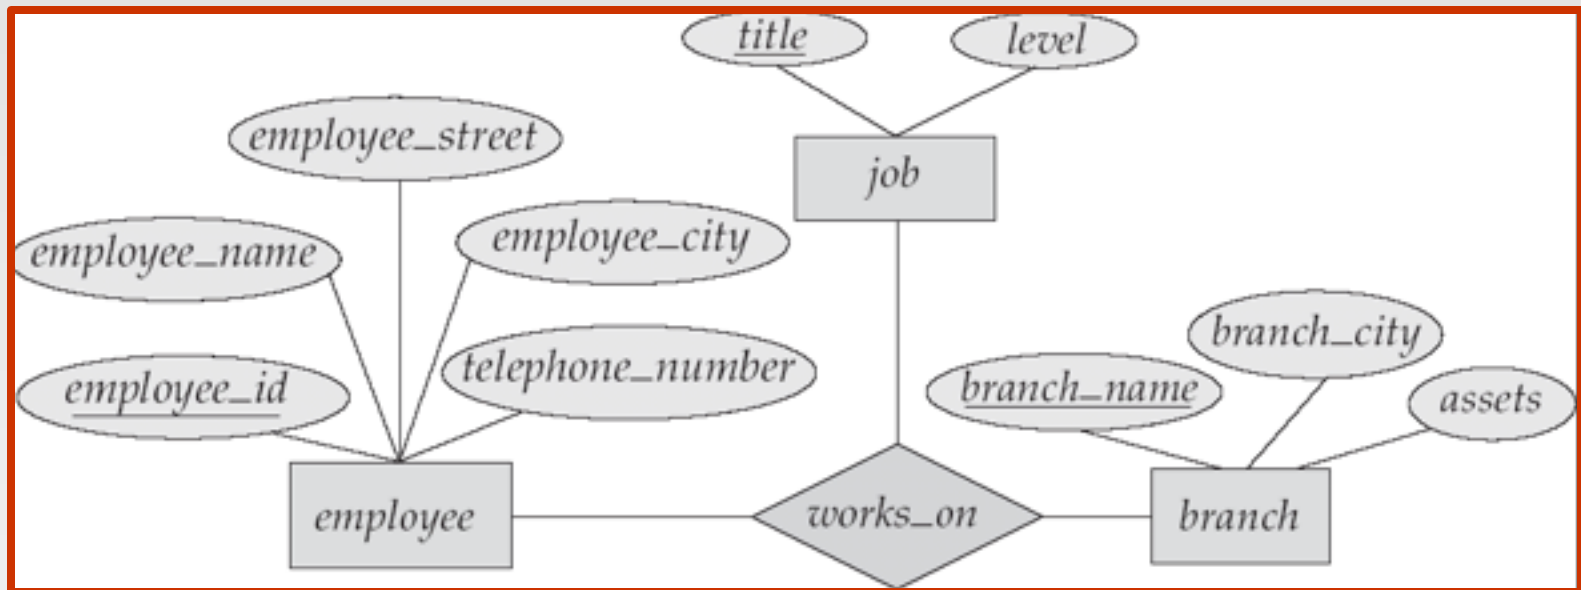 title
level
employee_street
job
employee_name
employee_city
branch_city
employee_id
telephone_number
branch_name
assets
employee
works_on
branch